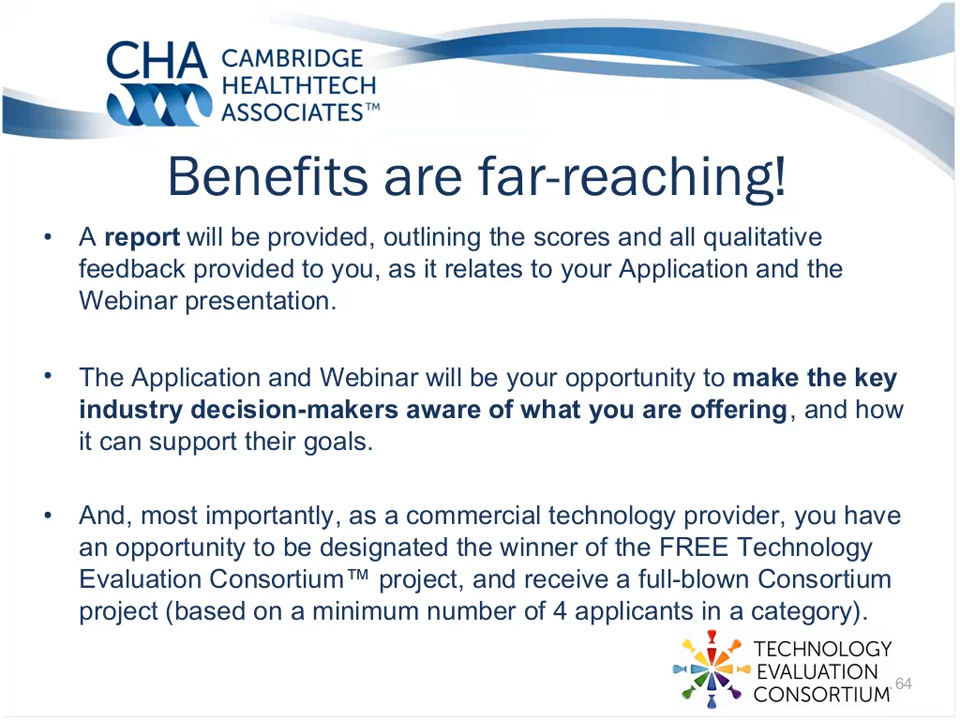 CHA CAMBRIDGE
HEALTHTECH
ASSOCIATES™
Benefits are far-reaching!
• A report will be provided, outlining the scores and all qualitative
feedback provided to you, as it relates to your Application and the
Webinar presentation.
• The Application and Webinar will be your opportunity to make the key
industry decision-makers aware of what you are offering, and how
it can support their goals.
• And, most importantly, as a commercial technology provider, you have
an opportunity to be designated the winner of the FREE Technology
Evaluation Consortium™ project, and receive a full-blown Consortium
project (based on a minimum number of 4 applicants in a category).
TECHNOLOGY
EVALUATION
CONSORTIUM
64